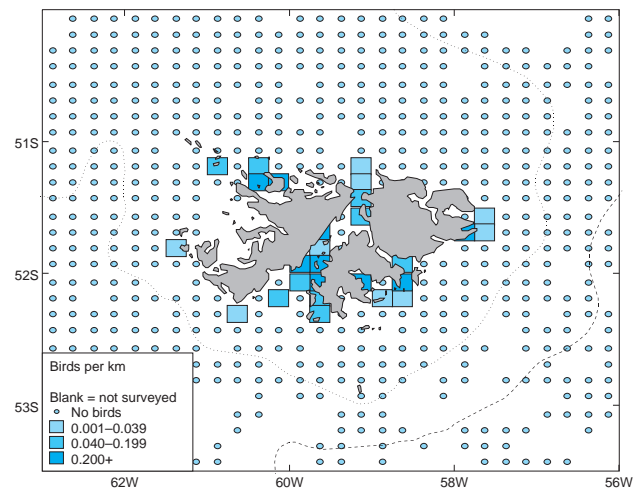 51S
52S
53S
Birds per km
Blank = not surveyed
No birds
0.001–0.039
0.040–0.199
0.200+
62W
60W
58W
56W